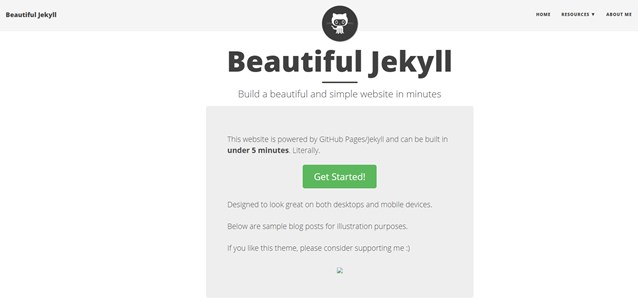 Beautiful Jekyll
HOME RESOURCES ▼ ABOUT ME
Beautiful Jekyll
Build a beautiful and simple website in minutes
This website is powered by GitHub Pages/Jekyll and can be built in
under 5 minutes. Literally.
Get Started!
Designed to look great on both desktops and mobile devices.
Below are sample blog posts for illustration purposes.
If you like this theme, please consider supporting me :)